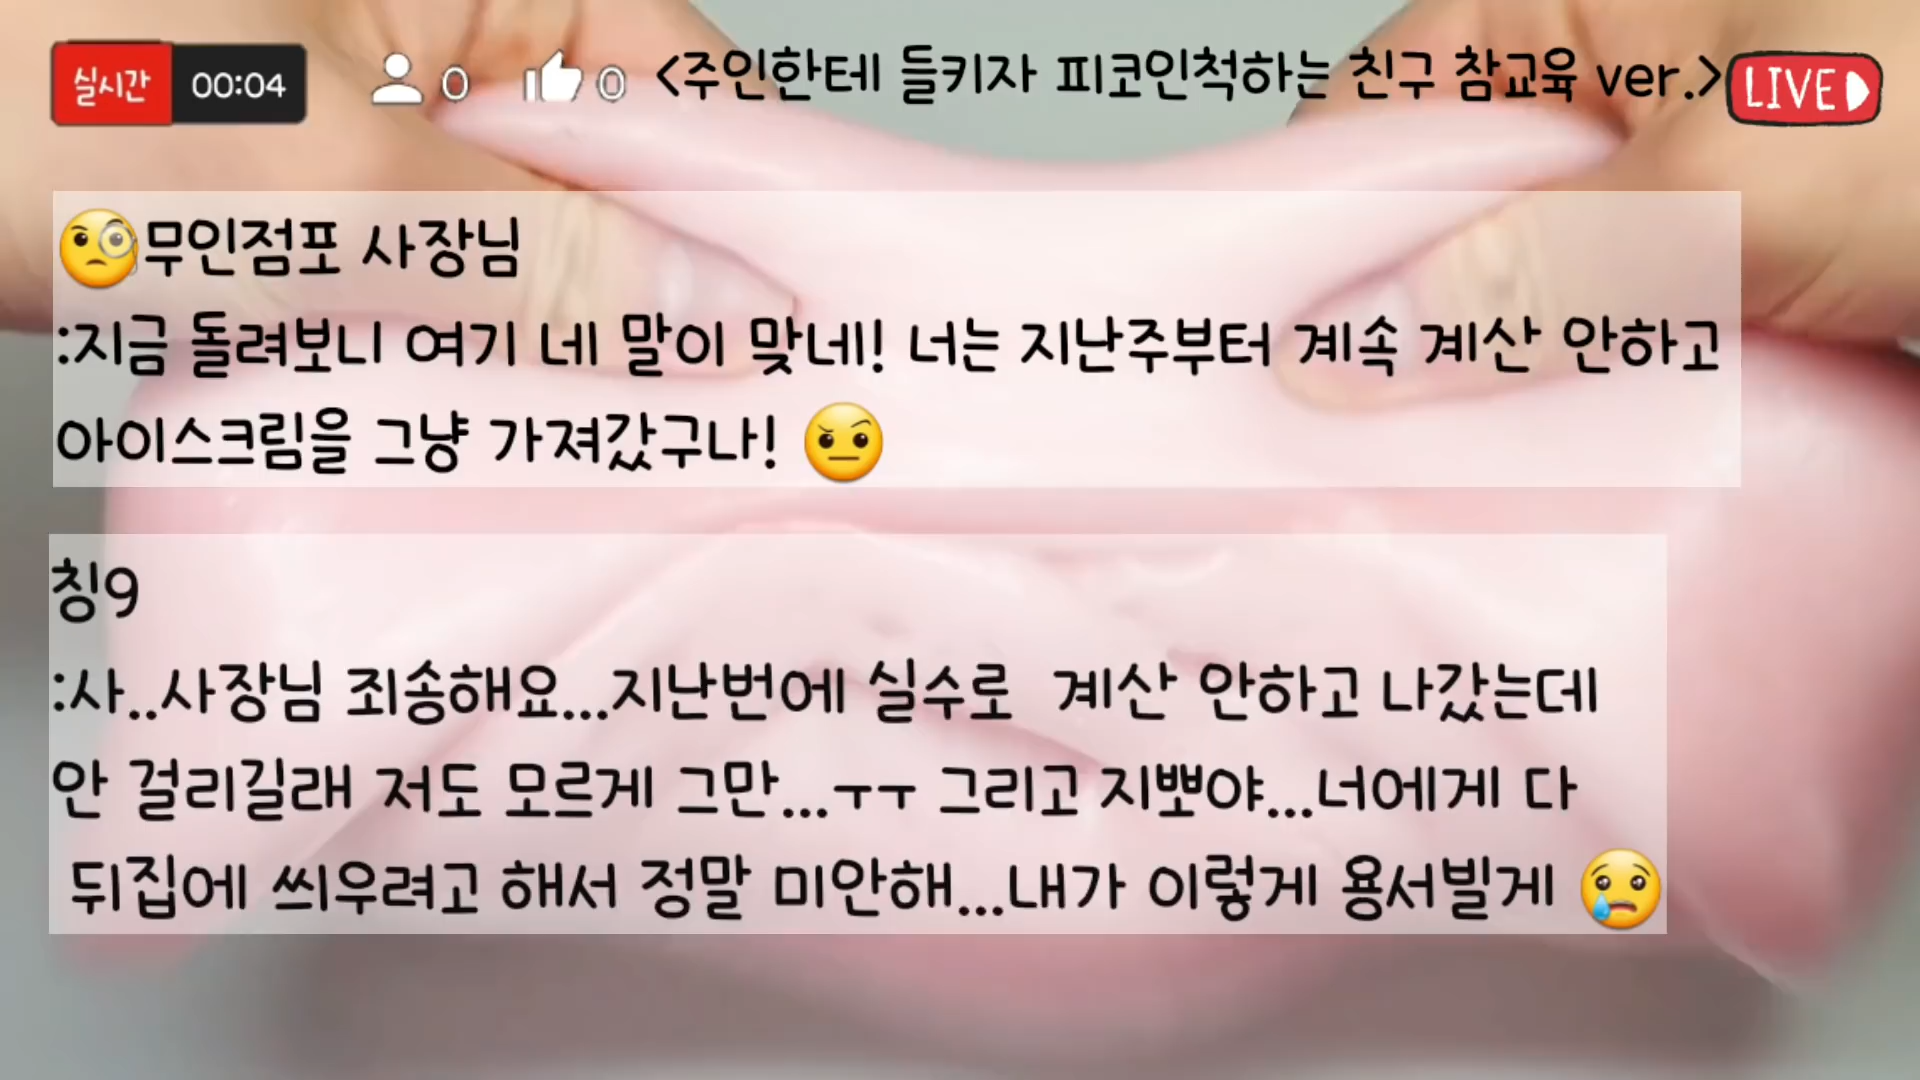 실시간 00:04 0 0 <주인한테 들키자 피코인척하는 친구 참교육 ver.> LIVE
🧐무인점포 사장님
:지금 돌려보니 여기 네 말이 맞네! 너는 지난주부터 계속 계산 안하고
아이스크림을 그냥 가져갔구나! 🤨
칭9
:사..사장님 죄송해요...지난번에 실수로 계산 안하고 나갔는데
안 걸리길래 저도 모르게 그만...ㅜㅜ 그리고 지뽀야...너에게 다
뒤집에 씌우려고 해서 정말 미안해...내가 이렇게 용서빌게 😢